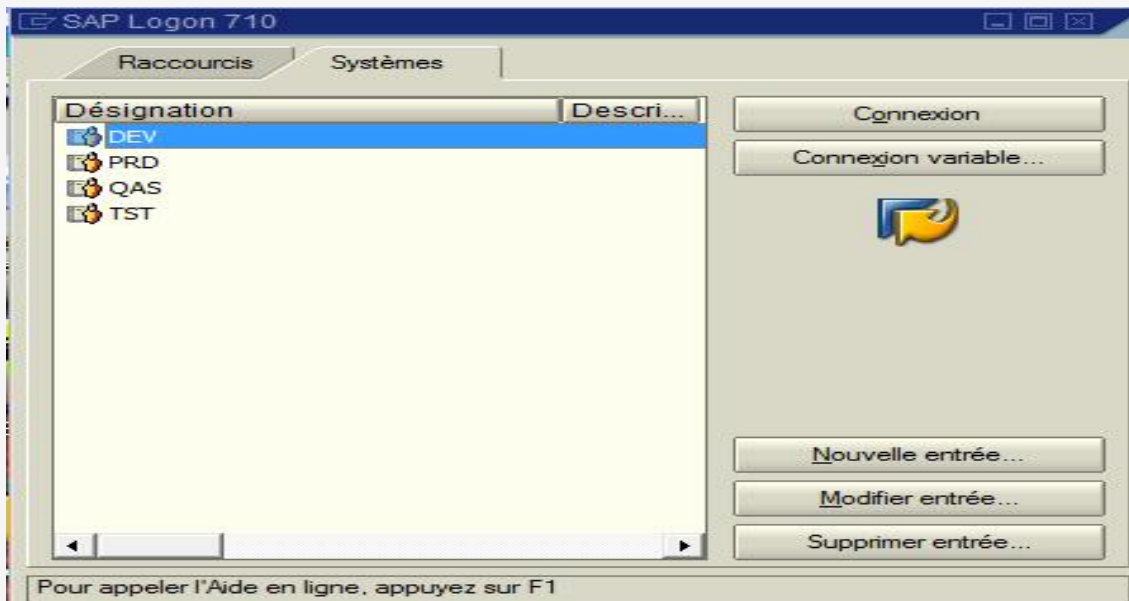 SAP Logon 710
Raccourcis Systèmes
Désignation Descri...
DEV
PRD
QAS
TST
Connexion
Connexion variable...
Nouvelle entrée...
Modifier entrée...
Supprimer entrée...
Pour appeler l'Aide en ligne, appuyez sur F1